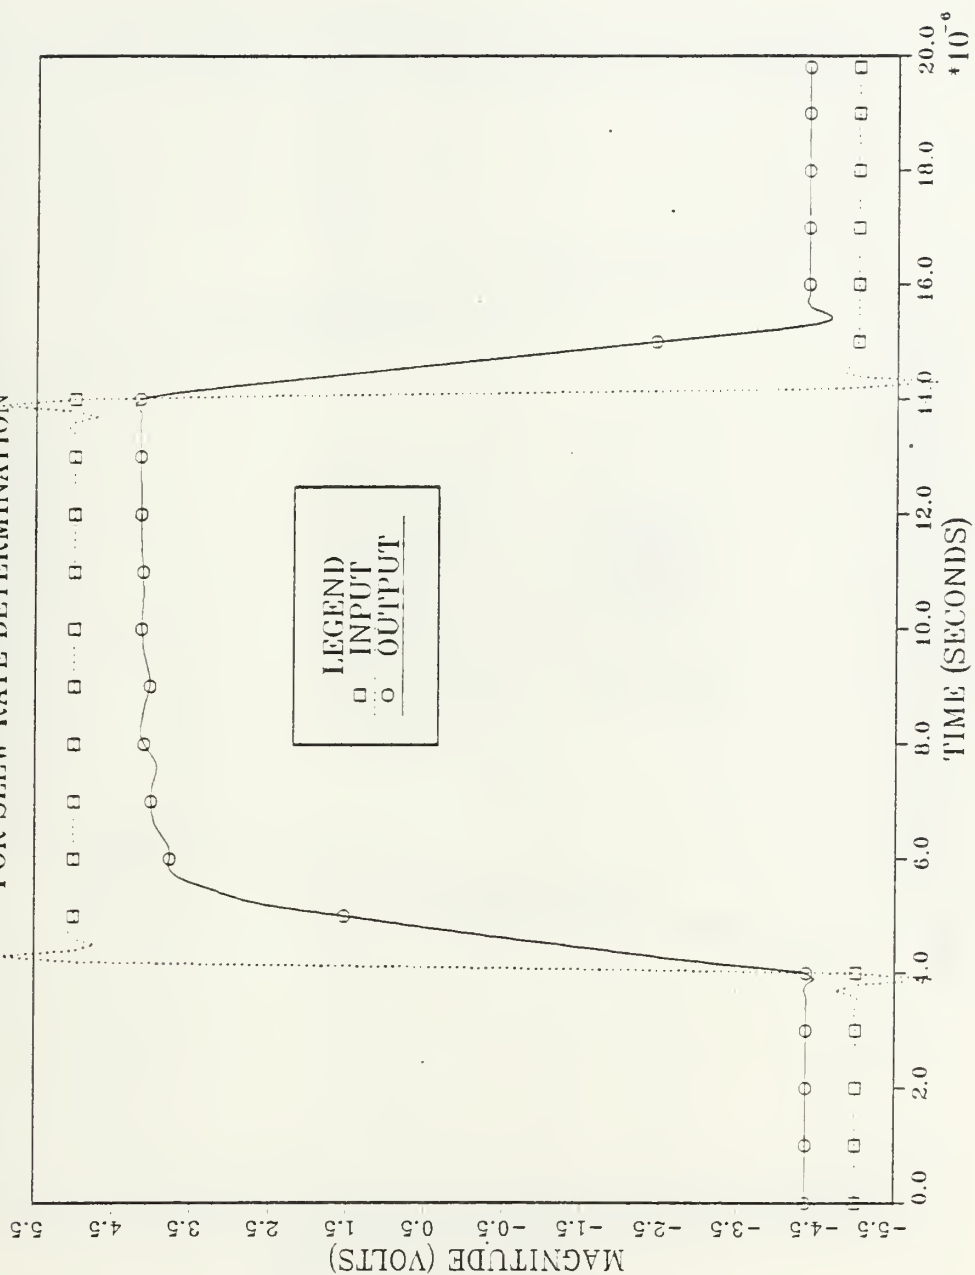 FOR SLEW RATE DETERMINATION
MAGNITUDE (VOLTS)
5.5
4.5
3.5
2.5
1.5
0.5
-0.5
-1.5
-2.5
-3.5
-4.5
-5.5
LEGEND
INPUT
OUTPUT
0.0 2.0 4.0 6.0 8.0 10.0 12.0 14.0 16.0 18.0 20.0
*10⁻⁶
TIME (SECONDS)